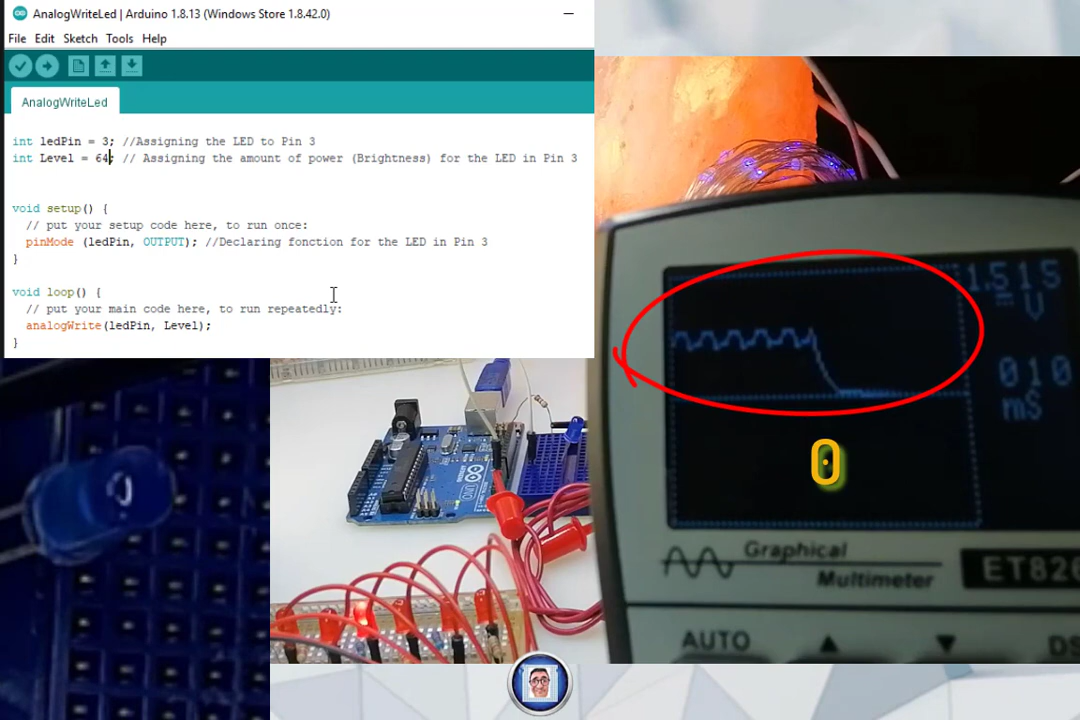 AnalogWriteLed | Arduino 1.8.13 (Windows Store 1.8.42.0)
File Edit Sketch Tools Help
AnalogWriteLed
int ledPin = 3; //Assigning the LED to Pin 3
int Level = 64; // Assigning the amount of power (Brightness) for the LED in Pin 3
void setup() {
// put your setup code here, to run once:
pinMode (ledPin, OUTPUT); //Declaring fonction for the LED in Pin 3
}
void loop() {
// put your main code here, to run repeatedly:
analogWrite(ledPin, Level);
}
1.515
V
010
mS
0
Graphical
Multimeter
ET826
AUTO
DS
ARDUINO